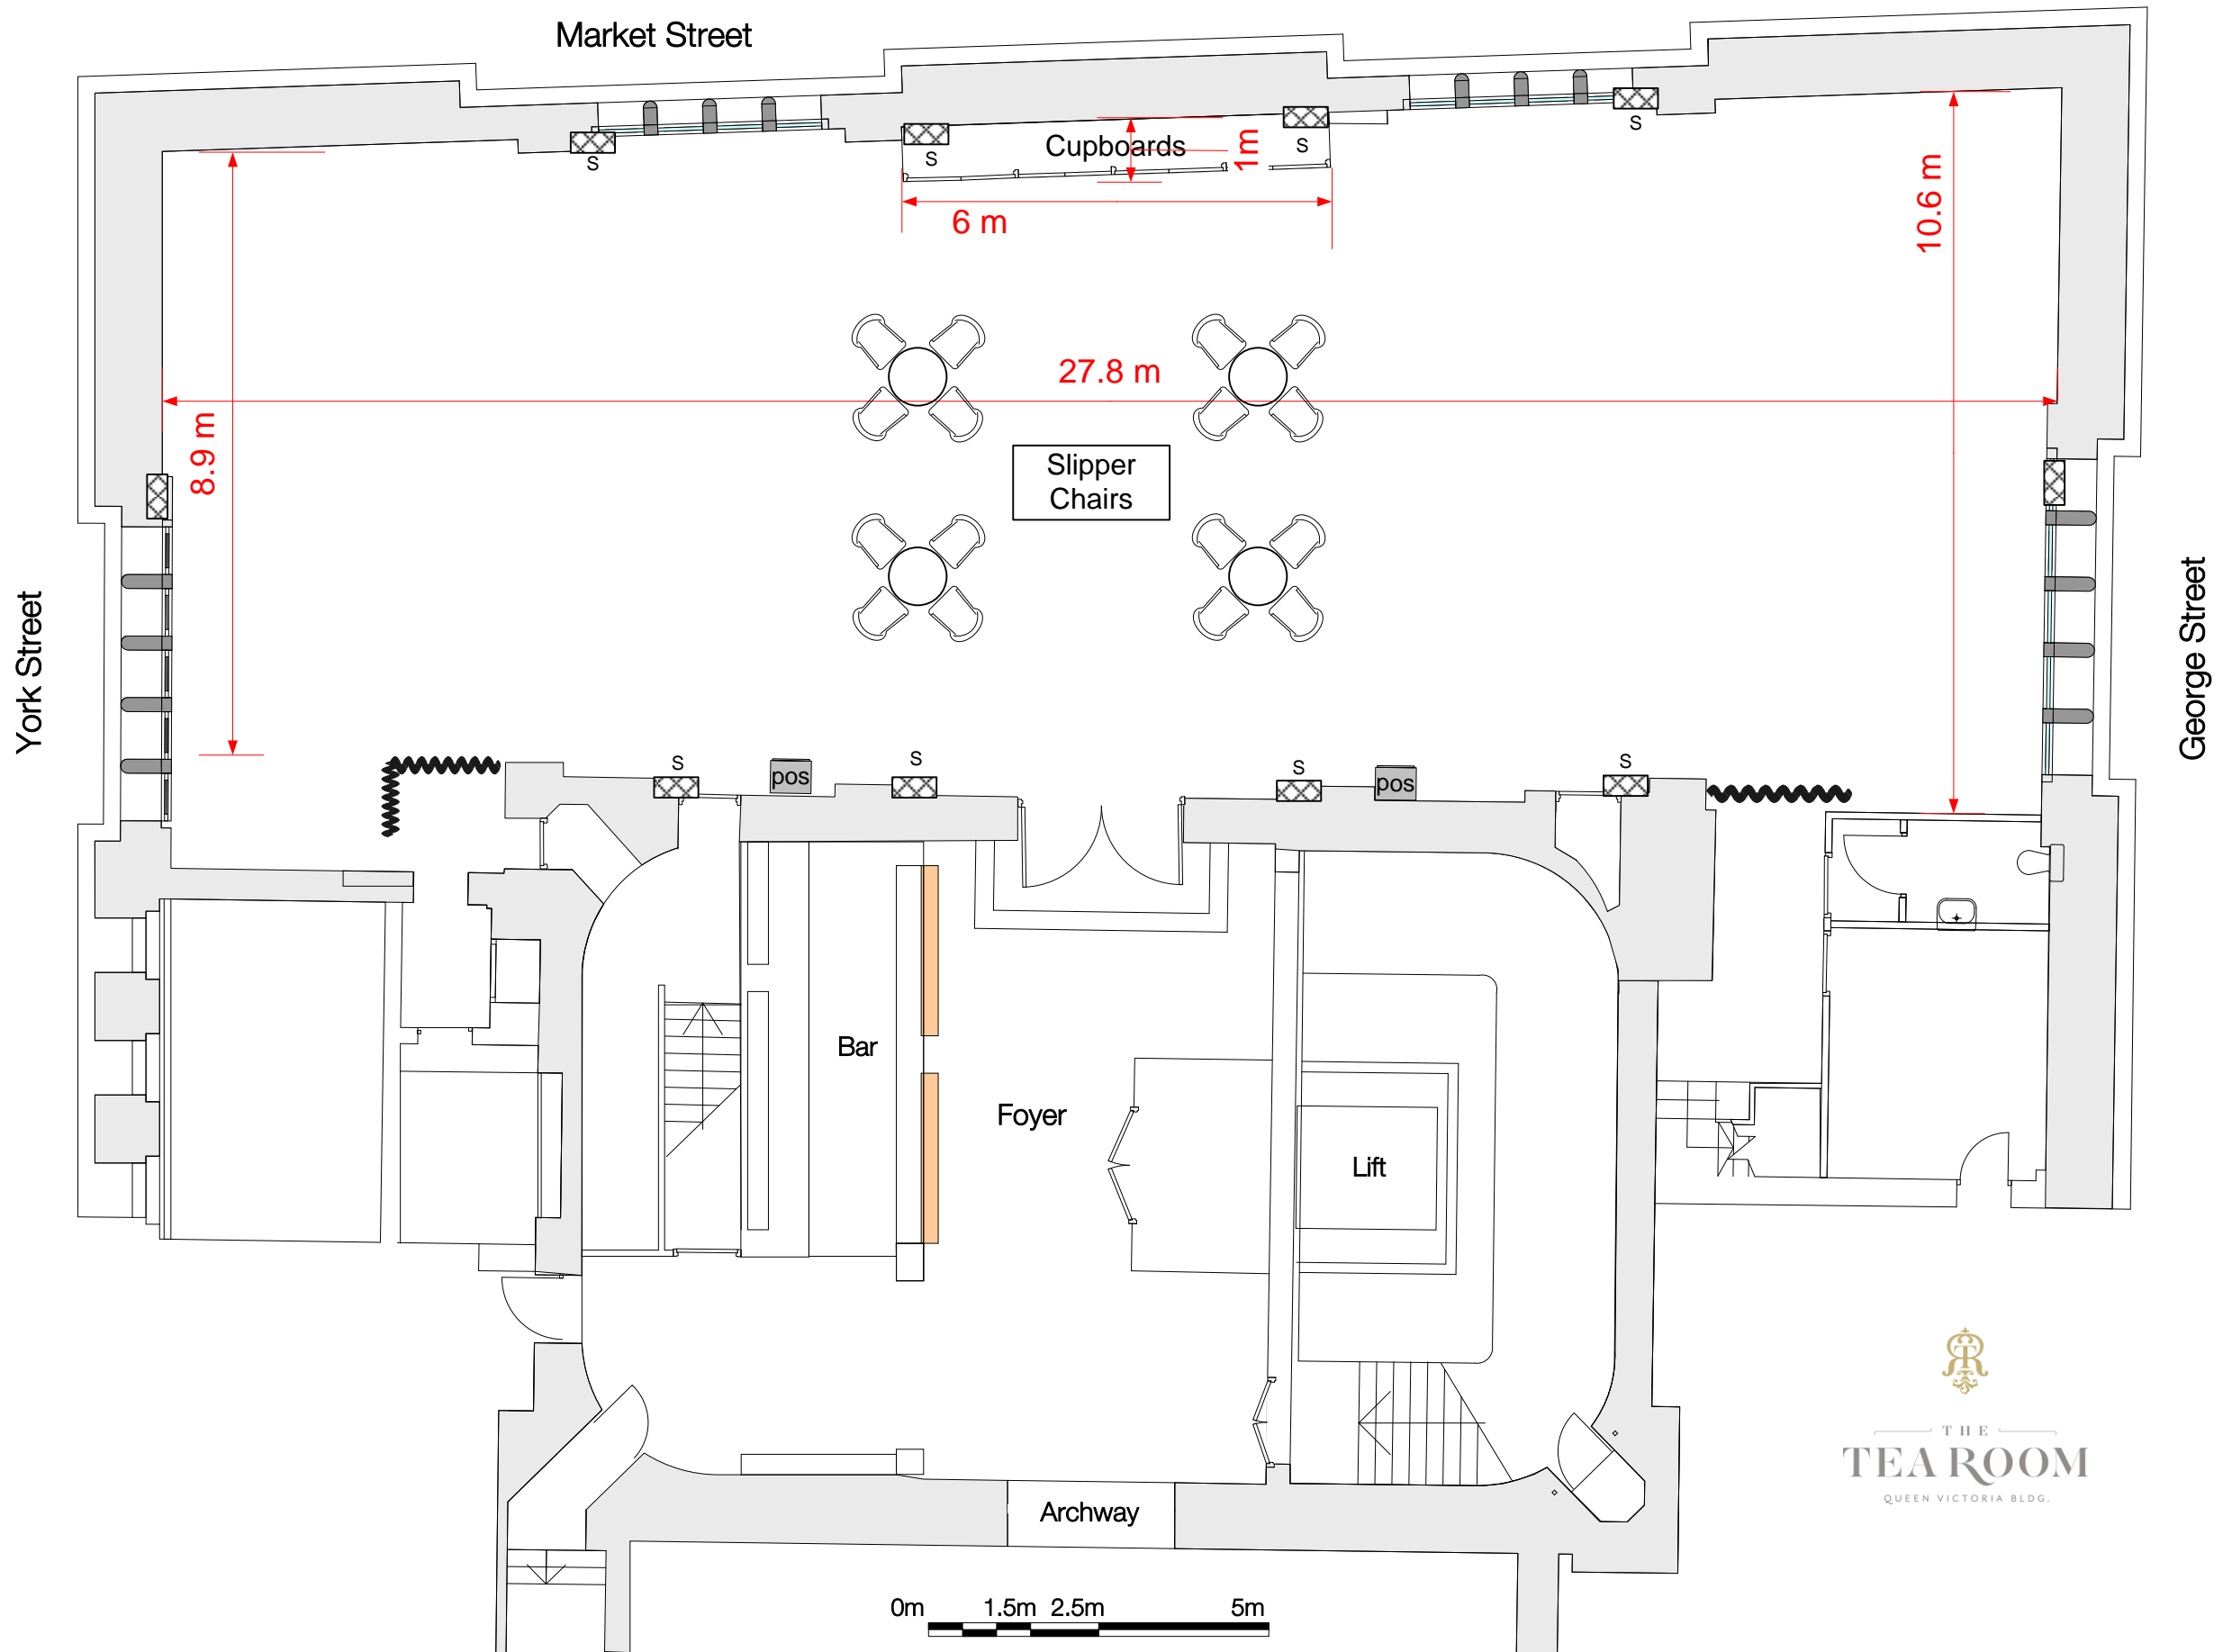 Market Street
Cupboards
1m
S
S
S
S
6 m
10.6 m
27.8 m
8.9 m
Slipper
Chairs
York Street
George Street
S
pos
S
S
pos
S
Bar
Foyer
Lift
Archway
THE
TEA ROOM
QUEEN VICTORIA BLDG.
0m 1.5m 2.5m 5m